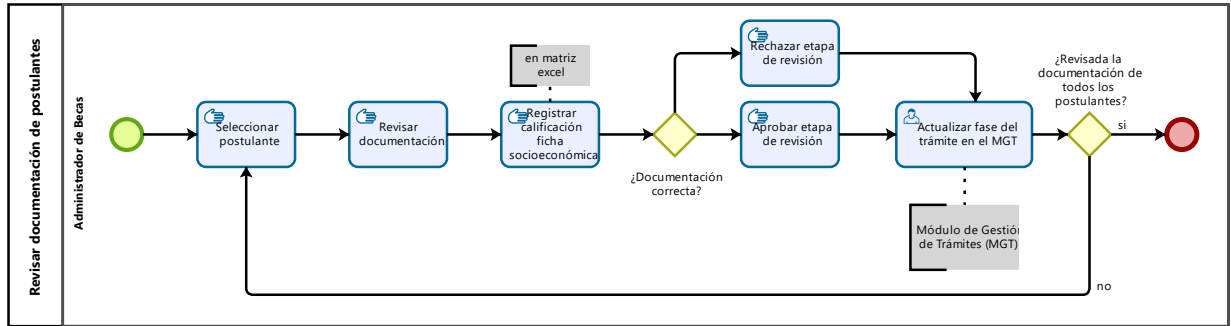 Revisar documentación de postulantes
Administrador de Becas
Seleccionar
postulante
Revisar
documentación
en matriz
excel
Registrar
calificación
ficha
socioeconómica
¿Documentación
correcta?
Rechazar etapa
de revisión
Aprobar etapa
de revisión
Actualizar fase del
trámite en el MGT
Módulo de Gestión
de Trámites (MGT)
¿Revisada la
documentación de
todos los
postulantes?
si
no